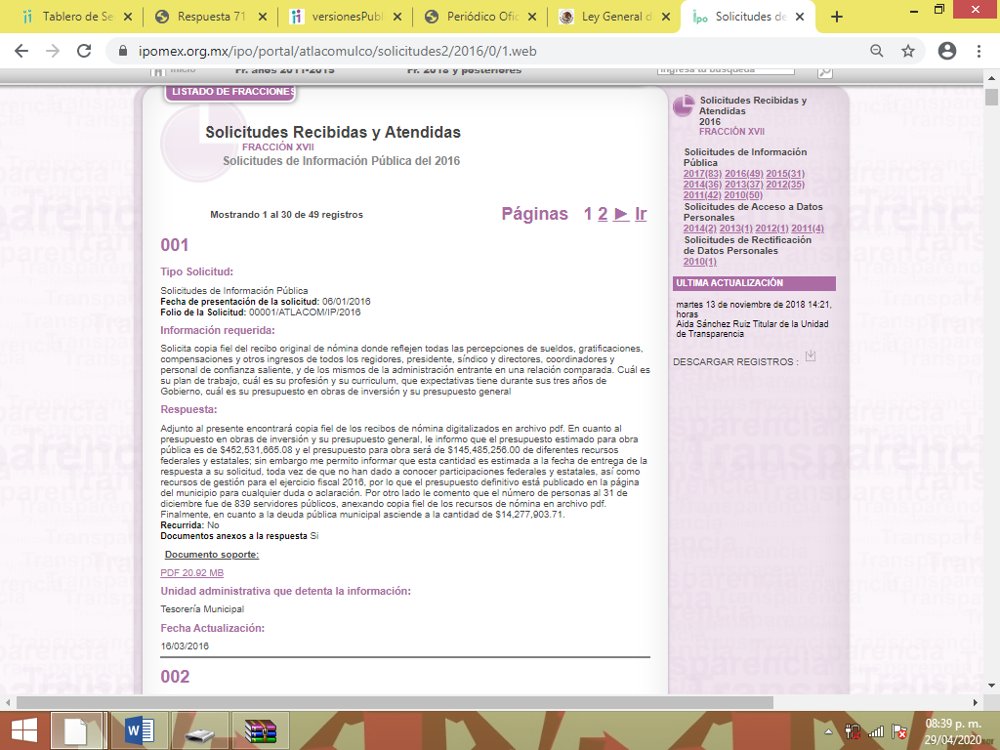 Tablero de Se
Respuesta 71
versionesPubl
Periódico Ofic
Ley General d
Solicitudes de
ipomex.org.mx/ipo/portal/atlacomulco/solicitudes2/2016/0/1.web
Inicio
Fr. años 2011-2015
Fr. 2018 y posteriores
Ingresa tu búsqueda
LISTADO DE FRACCIONES
Solicitudes Recibidas y Atendidas
FRACCIÓN XVII
Solicitudes de Información Pública del 2016
Mostrando 1 al 30 de 49 registros
Páginas 1 2 ► Ir
001
Tipo Solicitud:
Solicitudes de Información Pública
Fecha de presentación de la solicitud: 06/01/2016
Folio de la Solicitud: 00001/ATLACOM/IP/2016
Información requerida:
Solicita copia fiel del recibo original de nómina donde reflejen todas las percepciones de sueldos, gratificaciones,
compensaciones y otros ingresos de todos los regidores, presidente, síndico y directores, coordinadores y
personal de confianza saliente, y de los mismos de la administración entrante en una relación comparada. Cuál es
su plan de trabajo, cuál es su profesión y su curriculum, que expectativas tiene durante sus tres años de
Gobierno, cuál es su presupuesto en obras de inversión y su presupuesto general
Respuesta:
Adjunto al presente encontrará copia fiel de los recibos de nómina digitalizados en archivo pdf. En cuanto al
presupuesto en obras de inversión y su presupuesto general, le informo que el presupuesto estimado para obra
pública es de $452,531,665.08 y el presupuesto para obra será de $145,485,256.00 de diferentes recursos
federales y estatales; sin embargo me permito informar que esta cantidad es estimada a la fecha de entrega de la
respuesta a su solicitud, toda vez de que no han dado a conocer participaciones federales y estatales, así como
recursos de gestión para el ejercicio fiscal 2016, por lo que el presupuesto definitivo está publicado en la página
del municipio para cualquier duda o aclaración. Por otro lado le comento que el número de personas al 31 de
diciembre fue de 839 servidores públicos, anexando copia fiel de los recursos de nómina en archivo pdf.
Finalmente, en cuanto a la deuda pública municipal asciende a la cantidad de $14,277,903.71.
Recurrida: No
Documentos anexos a la respuesta Si
Documento soporte:
PDF 20.92 MB
Unidad administrativa que detenta la información:
Tesorería Municipal
Fecha Actualización:
16/03/2016
002
Solicitudes Recibidas y
Atendidas
2016
FRACCIÓN XVII
Solicitudes de Información
Pública
2017(83) 2016(49) 2015(31)
2014(36) 2013(37) 2012(35)
2011(42) 2010(50)
Solicitudes de Acceso a Datos
Personales
2014(2) 2013(1) 2012(1) 2011(4)
Solicitudes de Rectificación
de Datos Personales
2010(1)
ULTIMA ACTUALIZACIÓN
martes 13 de noviembre de 2018 14:21,
horas
Aida Sánchez Ruiz Titular de la Unidad
de Transparencia
DESCARGAR REGISTROS :
08:39 p. m.
29/04/2020